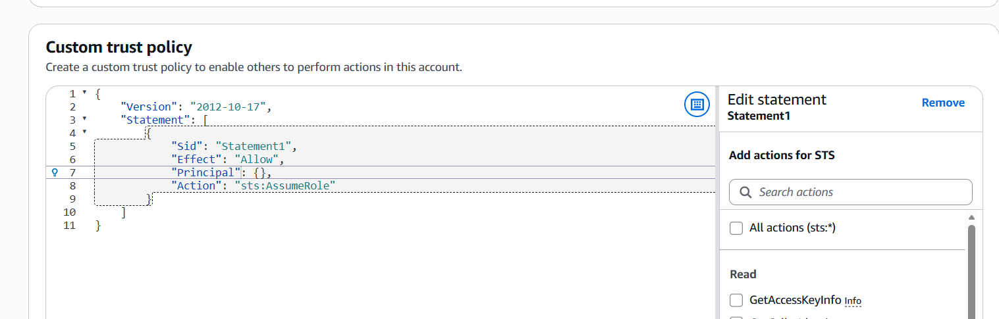 Custom trust policy
Create a custom trust policy to enable others to perform actions in this account.
1 {
2 "Version": "2012-10-17",
3 "Statement": [
4 {
5 "Sid": "Statement1",
6 "Effect": "Allow",
7 "Principal": {},
8 "Action": "sts:AssumeRole"
9 }
10 ]
11 }
Edit statement
Remove
Statement1
Add actions for STS
Search actions
All actions (sts:*)
Read
GetAccessKeyInfo Info